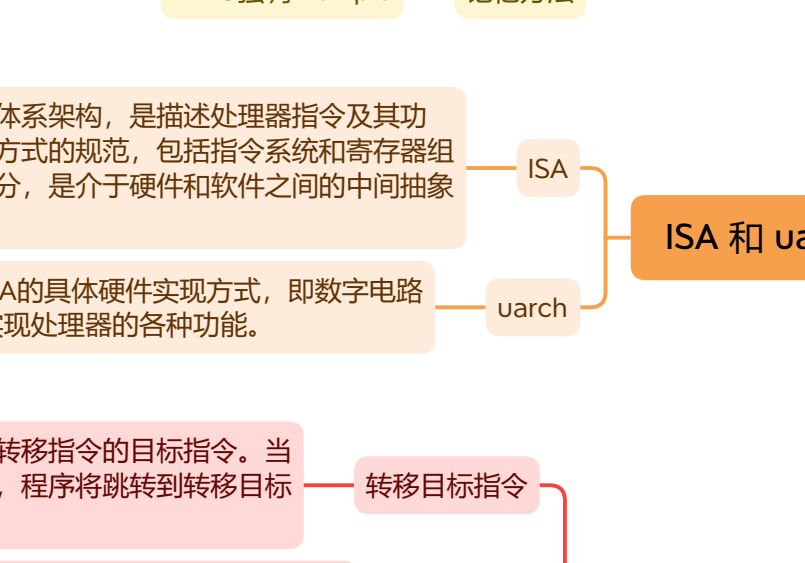 体系架构，是描述处理器指令及其功
方式的规范，包括指令系统和寄存器组
分，是介于硬件和软件之间的中间抽象
ISA
ISA 和
A的具体硬件实现方式，即数字电路
实现处理器的各种功能。
uarch
转移指令的目标指令。当
，程序将跳转到转移目标
转移目标指令